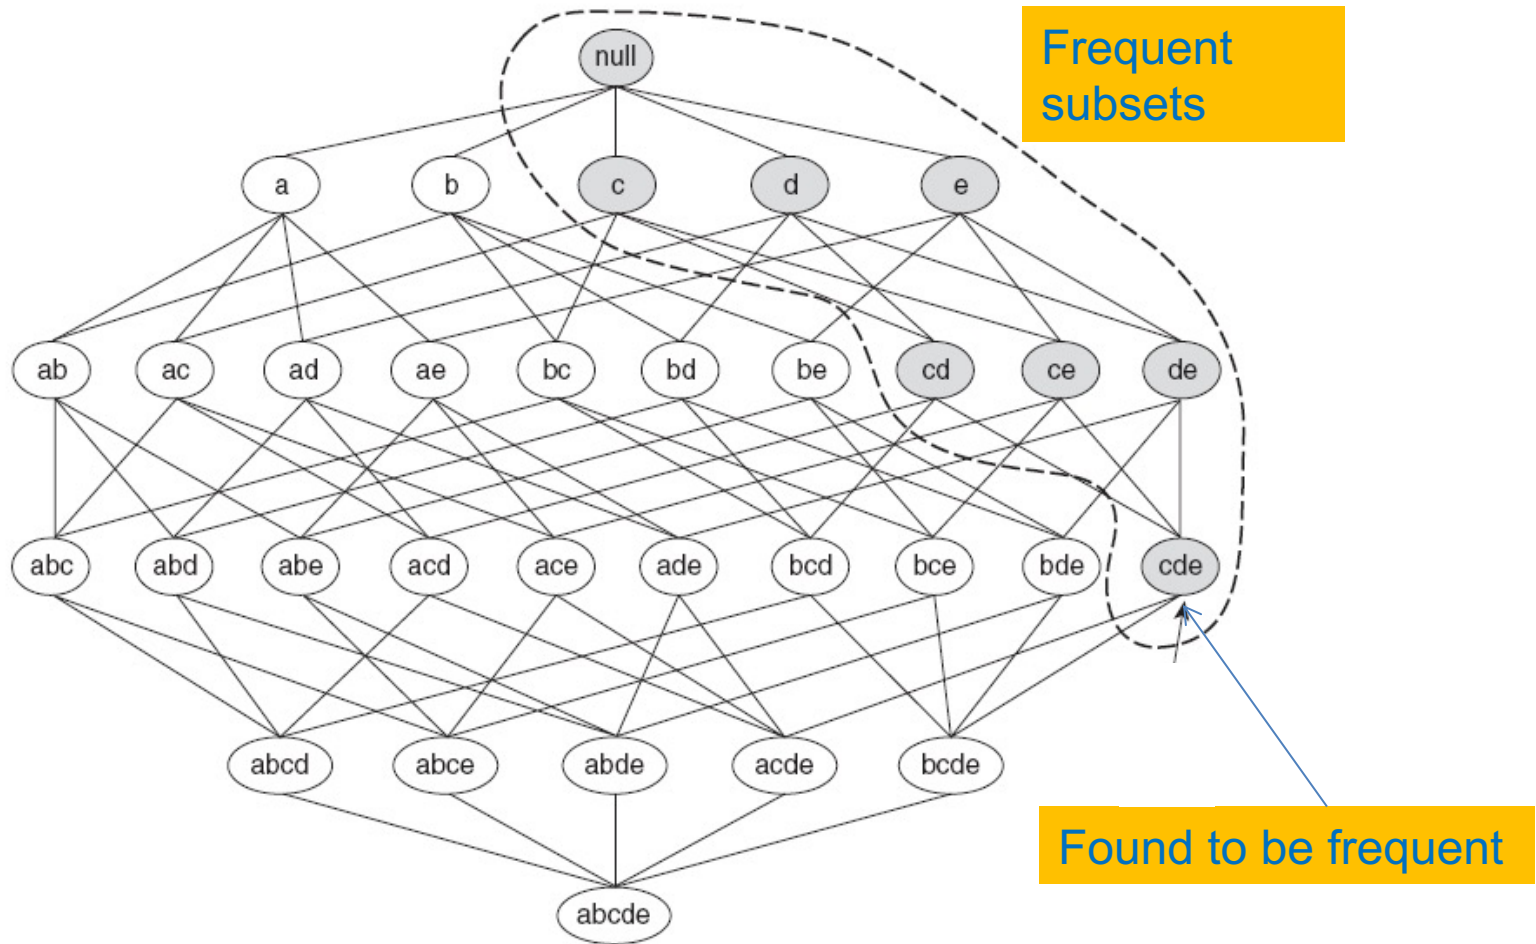 Frequent
subsets
null
a b c d e
ab ac ad ae bc bd be cd ce de
abc abd abe acd ace ade bcd bce bde cde
abcd abce abde acde bcde
Found to be frequent
abcde